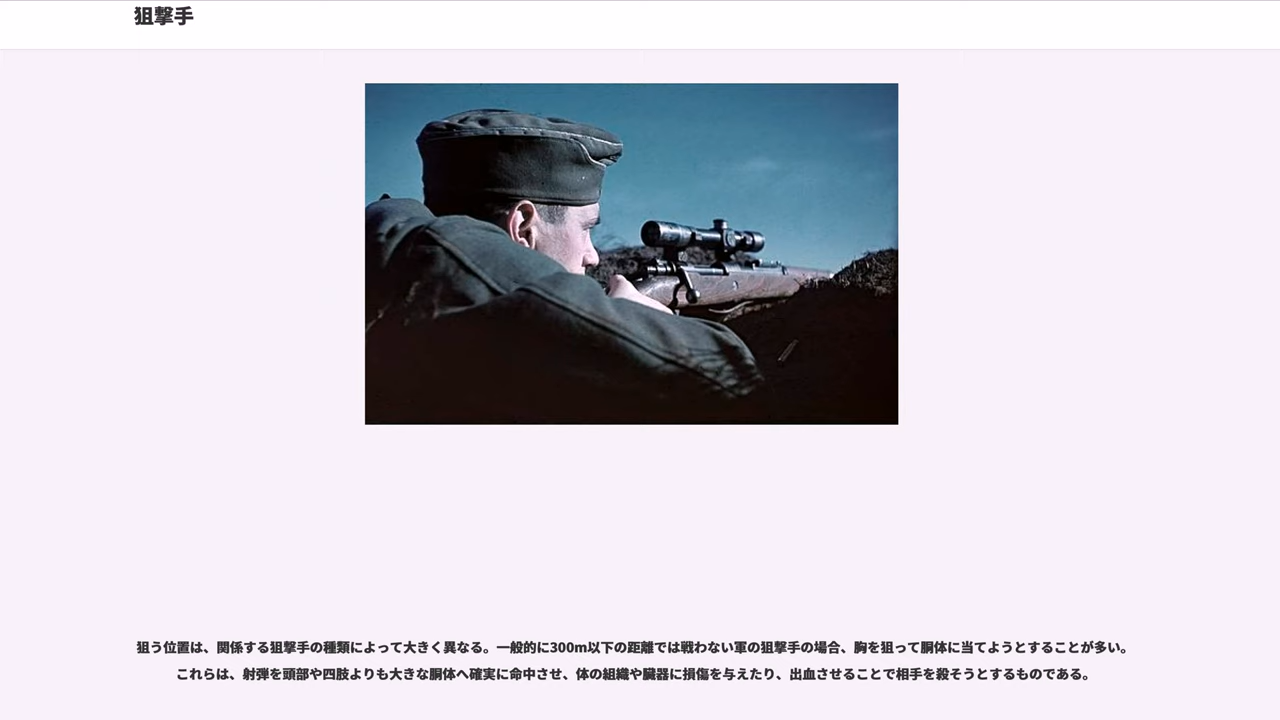 狙撃手
狙う位置は、関係する狙撃手の種類によって大きく異なる。一般的に300m以下の距離では戦わない軍の狙撃手の場合、胸を狙って胴体に当てようとすることが多い。
これらは、射弾を頭部や四肢よりも大きな胴体へ確実に命中させ、体の組織や臓器に損傷を与えたり、出血させることで相手を殺そうとするものである。